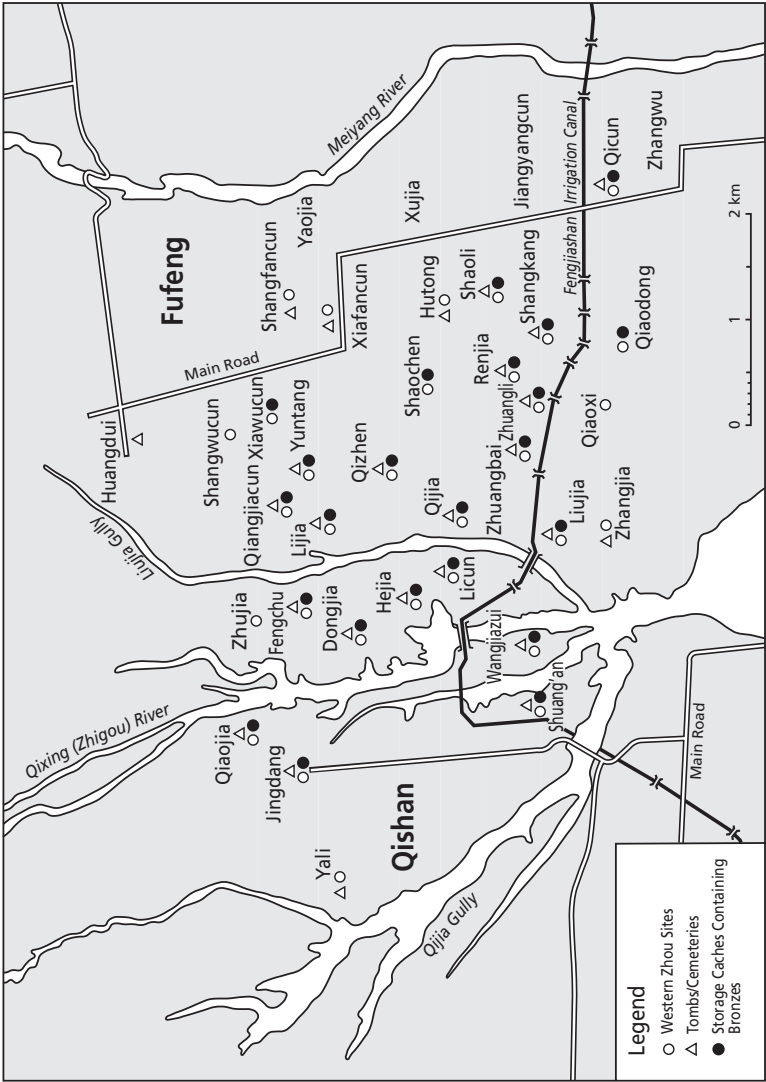 Meiyang River
Fufeng
Main Road
Huangdui
Liujia Gully
Shangfancun
Yaojia
Xujia
Jiangyangcun
Fengjiashan Irrigation Canal
Qicun
Zhangwu
Xiafancun
Hutong
Shaoli
Shangkang
Qiaodong
Shaochen
Renjia
Zhuangli
Qiaoxi
Shangwucun
Xiawucun
Yuntang
Qizhen
Zhuangbai
Qiangjiacun
Lijia
Qijia
Liujia
Zhangjia
Zhujia
Fengchu
Dongjia
Hejia
Licun
Wangjiazui
Shuang'an
Qixing (Zhigou) River
Qiaojia
Jingdang
Qishan
Yali
Qijia Gully
Main Road
0 1 2 km
Legend
Western Zhou Sites
Tombs/Cemeteries
Storage Caches Containing
Bronzes